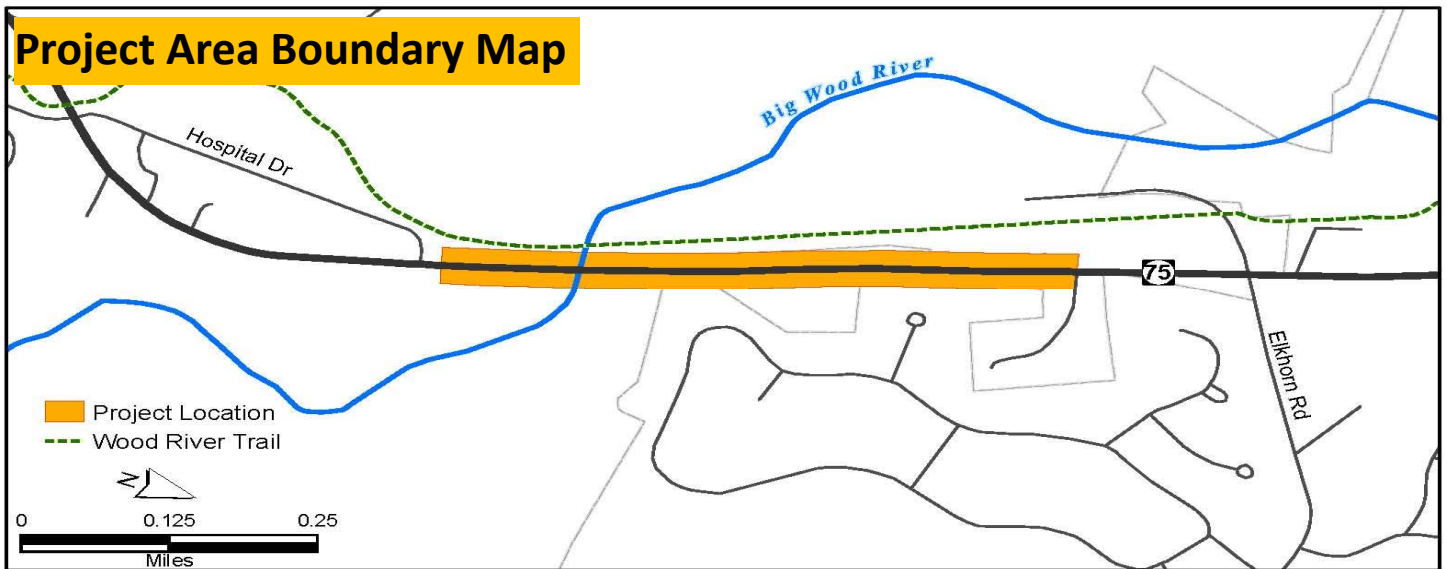 Project Area Boundary Map
Big Wood River
Hospital Dr
75
Elkhorn Rd
Project Location
Wood River Trail
N
0 0.125 0.25
Miles